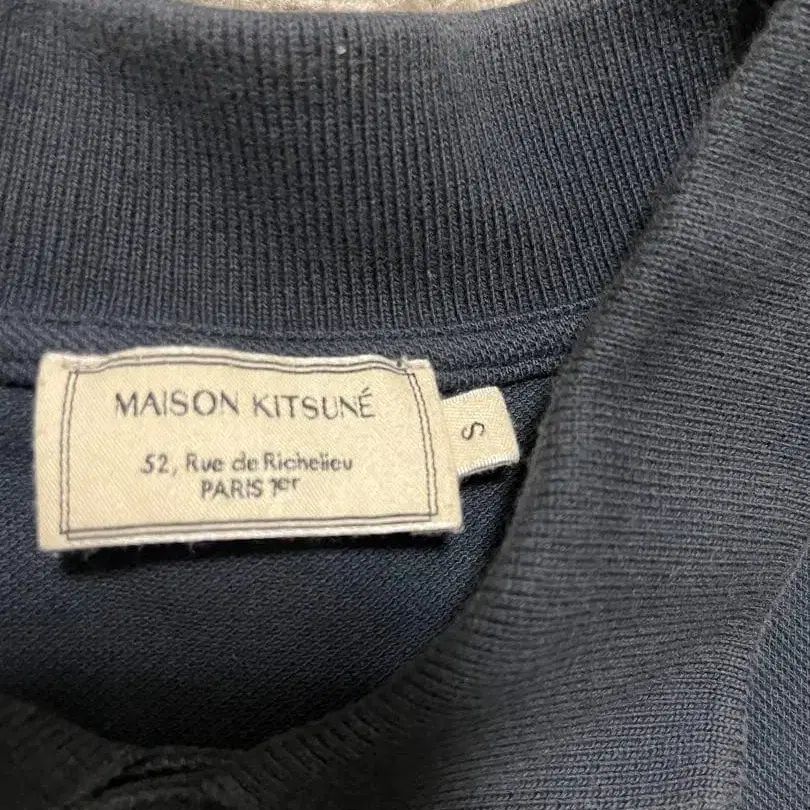 MAISON KITSUNÉ
52, Rue de Richelieu
PARIS 1er
S